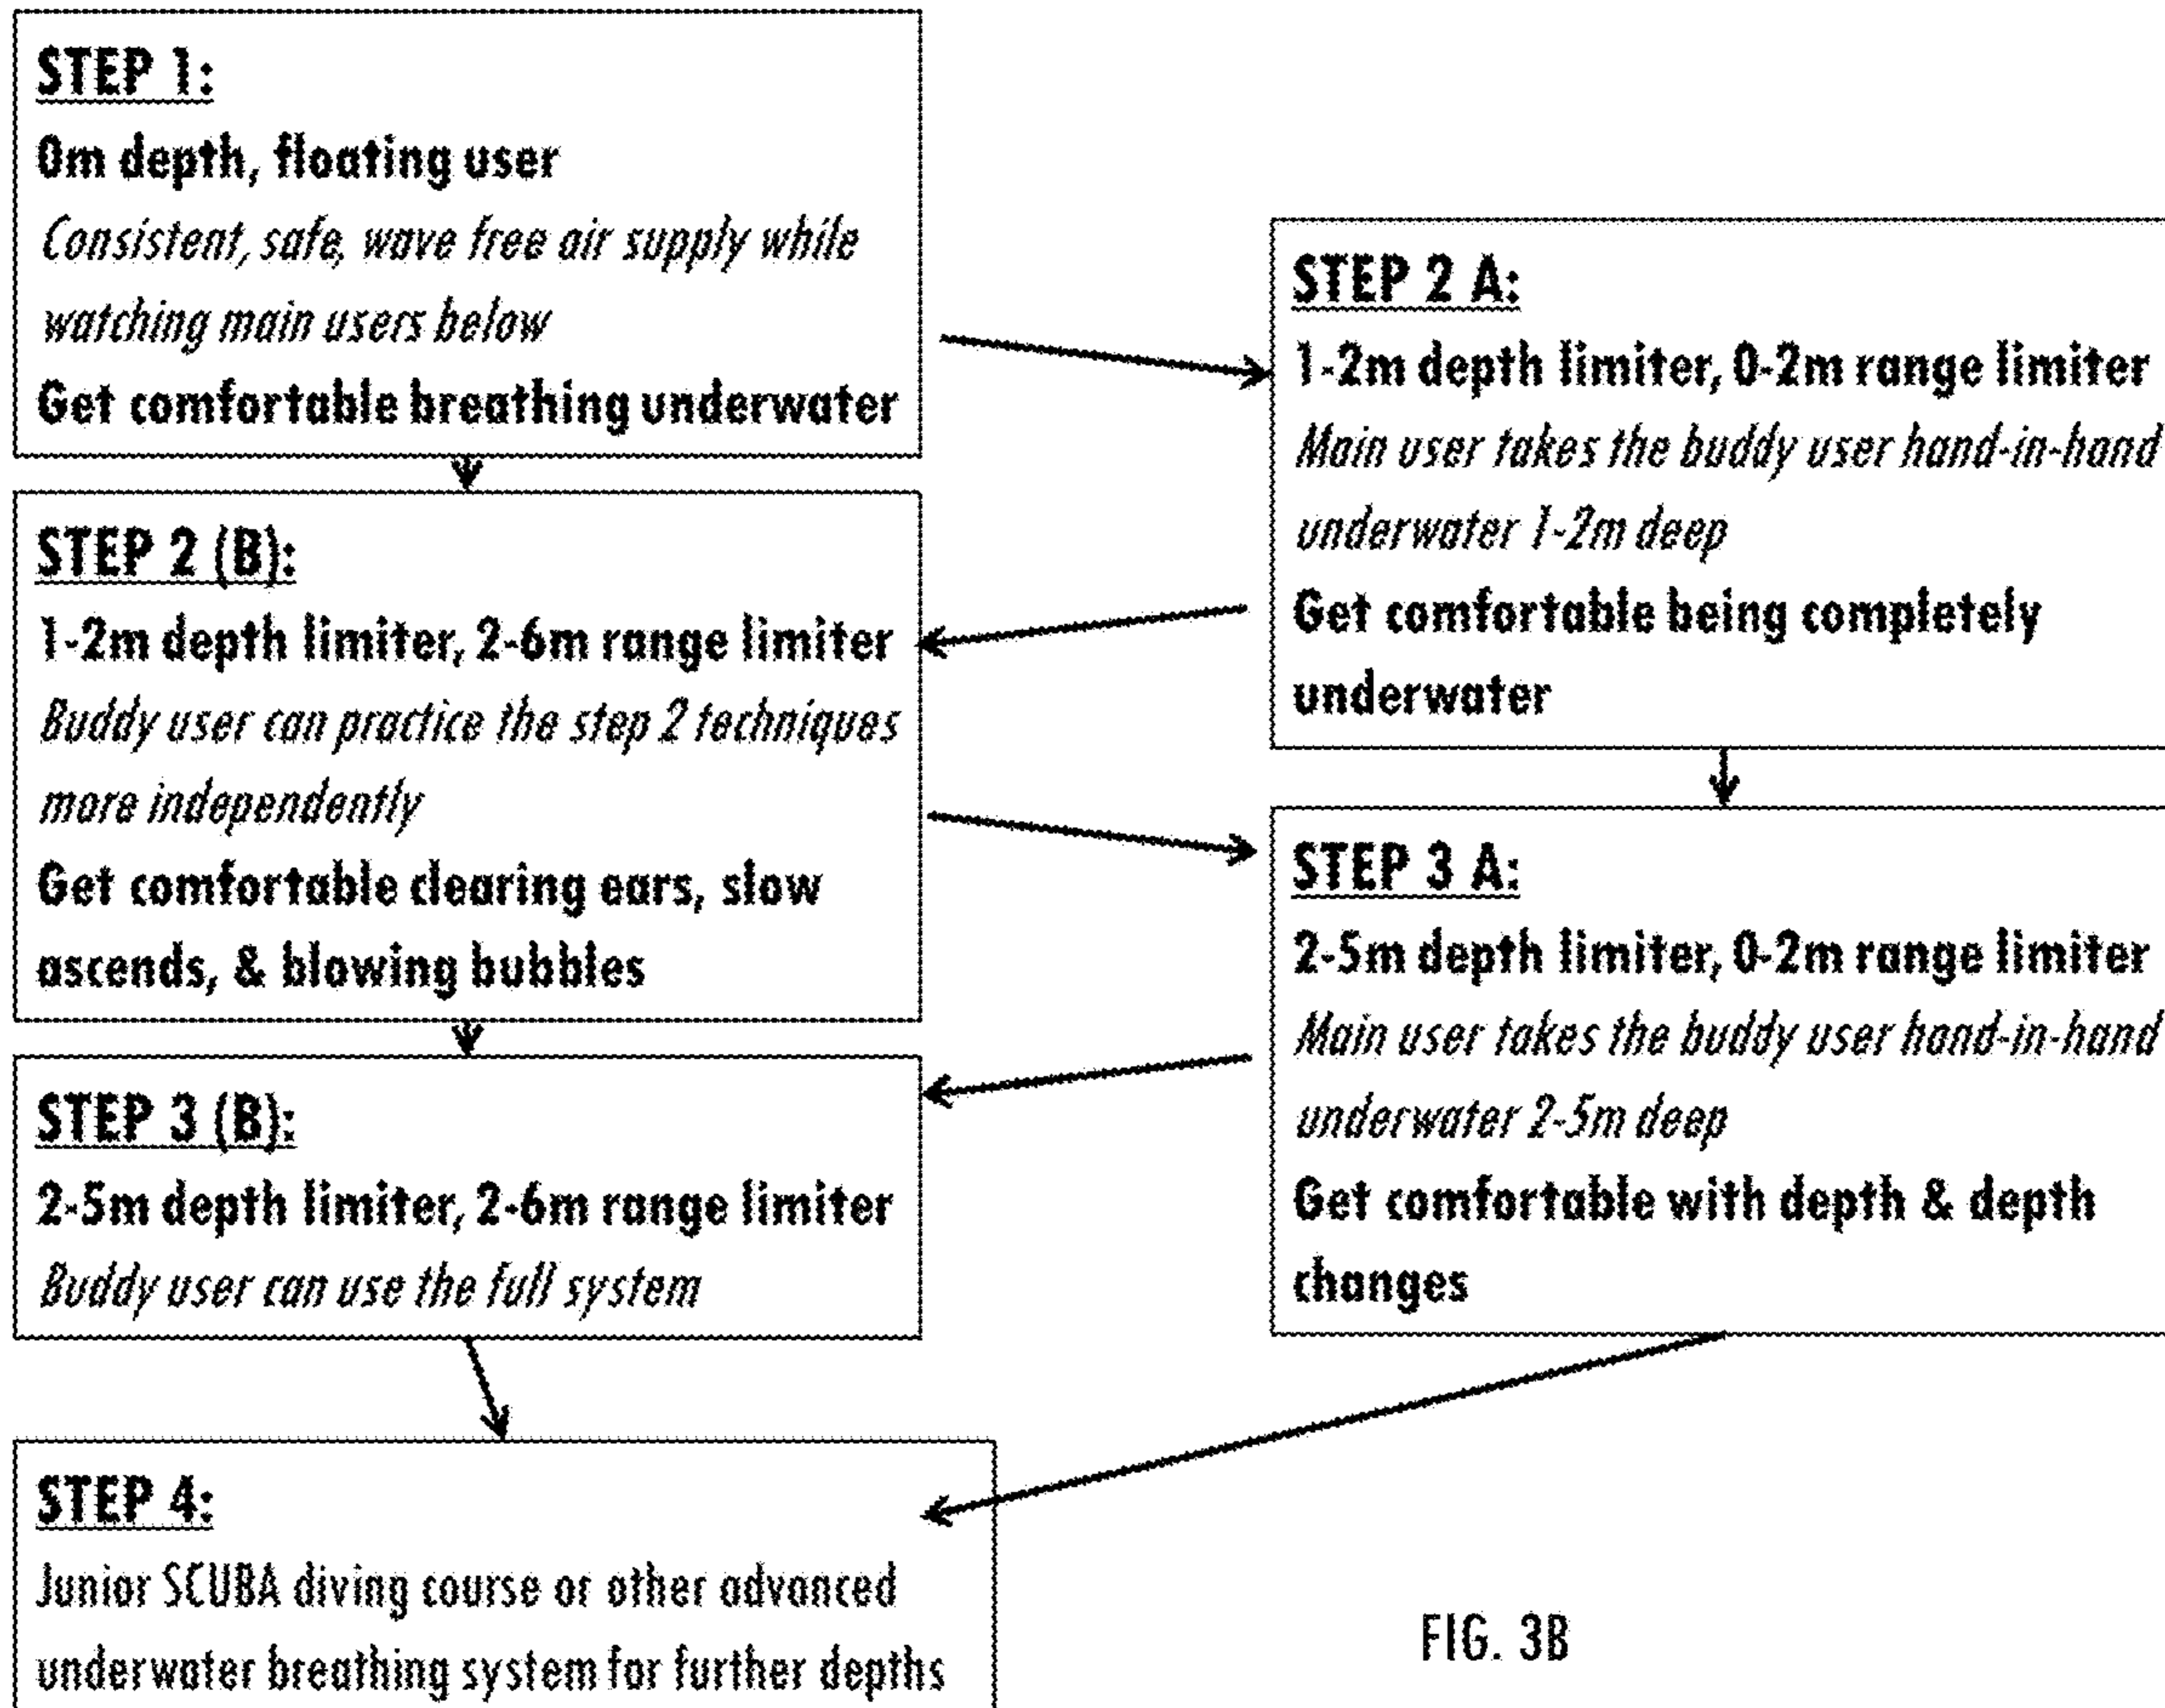 STEP 1:
0m depth, floating user
Consistent, safe, wave free air supply while
watching main users below
Get comfortable breathing underwater
STEP 2 A:
1-2m depth limiter, 0-2m range limiter
Main user takes the buddy user hand-in-hand
underwater 1-2m deep
Get comfortable being completely
underwater
STEP 2 (B):
1-2m depth limiter, 2-6m range limiter
Buddy user can practice the step 2 techniques
more independently
Get comfortable clearing ears, slow
ascends, & blowing bubbles
STEP 3 A:
2-5m depth limiter, 0-2m range limiter
Main user takes the buddy user hand-in-hand
underwater 2-5m deep
Get comfortable with depth & depth
changes
STEP 3 (B):
2-5m depth limiter, 2-6m range limiter
Buddy user can use the full system
STEP 4:
Junior SCUBA diving course or other advanced
underwater breathing system for further depths
FIG. 3B